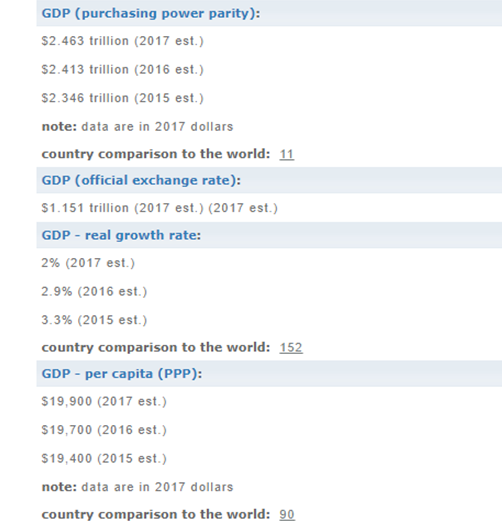 GDP (purchasing power parity):
$2.463 trillion (2017 est.)
$2.413 trillion (2016 est.)
$2.346 trillion (2015 est.)
note: data are in 2017 dollars
country comparison to the world: 11
GDP (official exchange rate):
$1.151 trillion (2017 est.) (2017 est.)
GDP - real growth rate:
2% (2017 est.)
2.9% (2016 est.)
3.3% (2015 est.)
country comparison to the world: 152
GDP - per capita (PPP):
$19,900 (2017 est.)
$19,700 (2016 est.)
$19,400 (2015 est.)
note: data are in 2017 dollars
country comparison to the world: 90